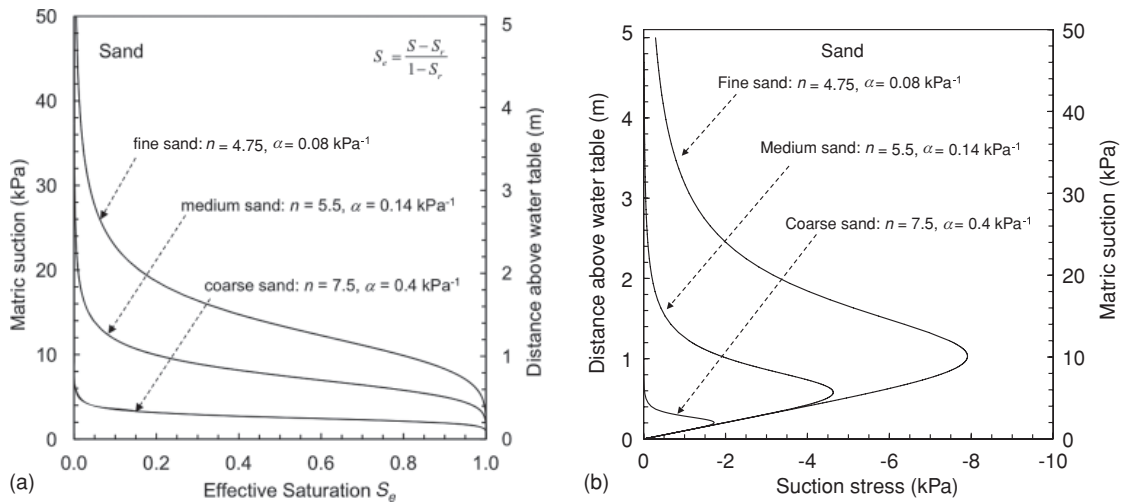 50
40
30
20
10
0
Matric suction (kPa)
Sand
S_e = \frac{S - S_r}{1 - S_r}
fine sand: n = 4.75, α = 0.08 kPa⁻¹
medium sand: n = 5.5, α = 0.14 kPa⁻¹
coarse sand: n = 7.5, α = 0.4 kPa⁻¹
5
4
3
2
1
0
Distance above water table (m)
0.0 0.2 0.4 0.6 0.8 1.0
(a)
Effective Saturation S_e
5
4
3
2
1
0
Distance above water table (m)
Sand
Fine sand: n = 4.75, α = 0.08 kPa⁻¹
Medium sand: n = 5.5, α = 0.14 kPa⁻¹
Coarse sand: n = 7.5, α = 0.4 kPa⁻¹
50
40
30
20
10
0
Matric suction (kPa)
0 -2 -4 -6 -8 -10
(b)
Suction stress (kPa)